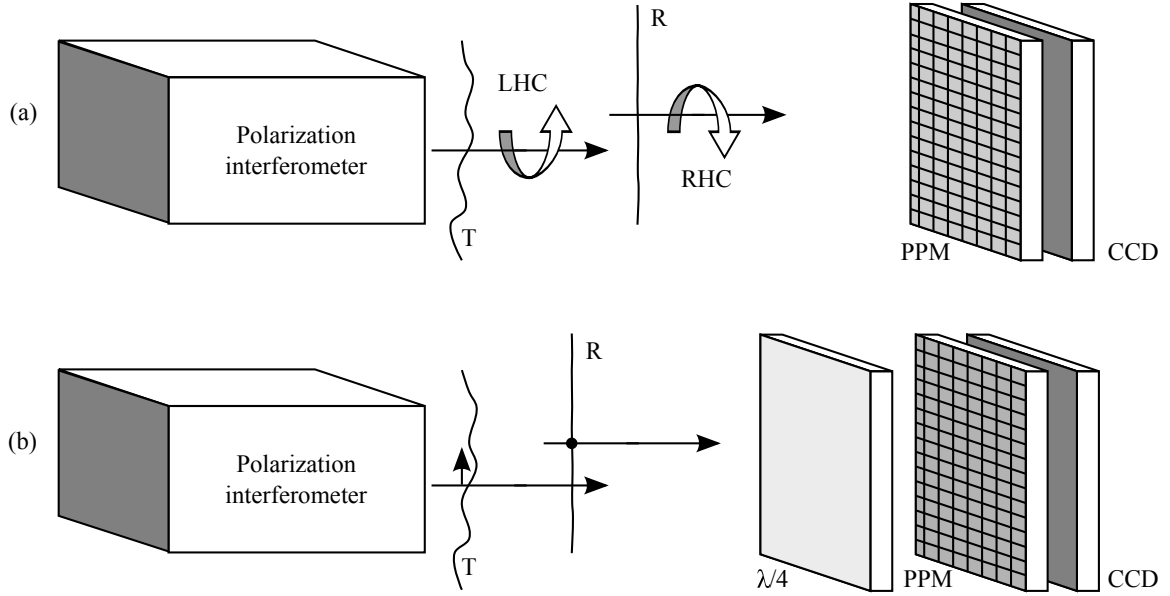 (a)
Polarization
interferometer
LHC
T
R
RHC
PPM
CCD
(b)
Polarization
interferometer
T
R
λ/4
PPM
CCD